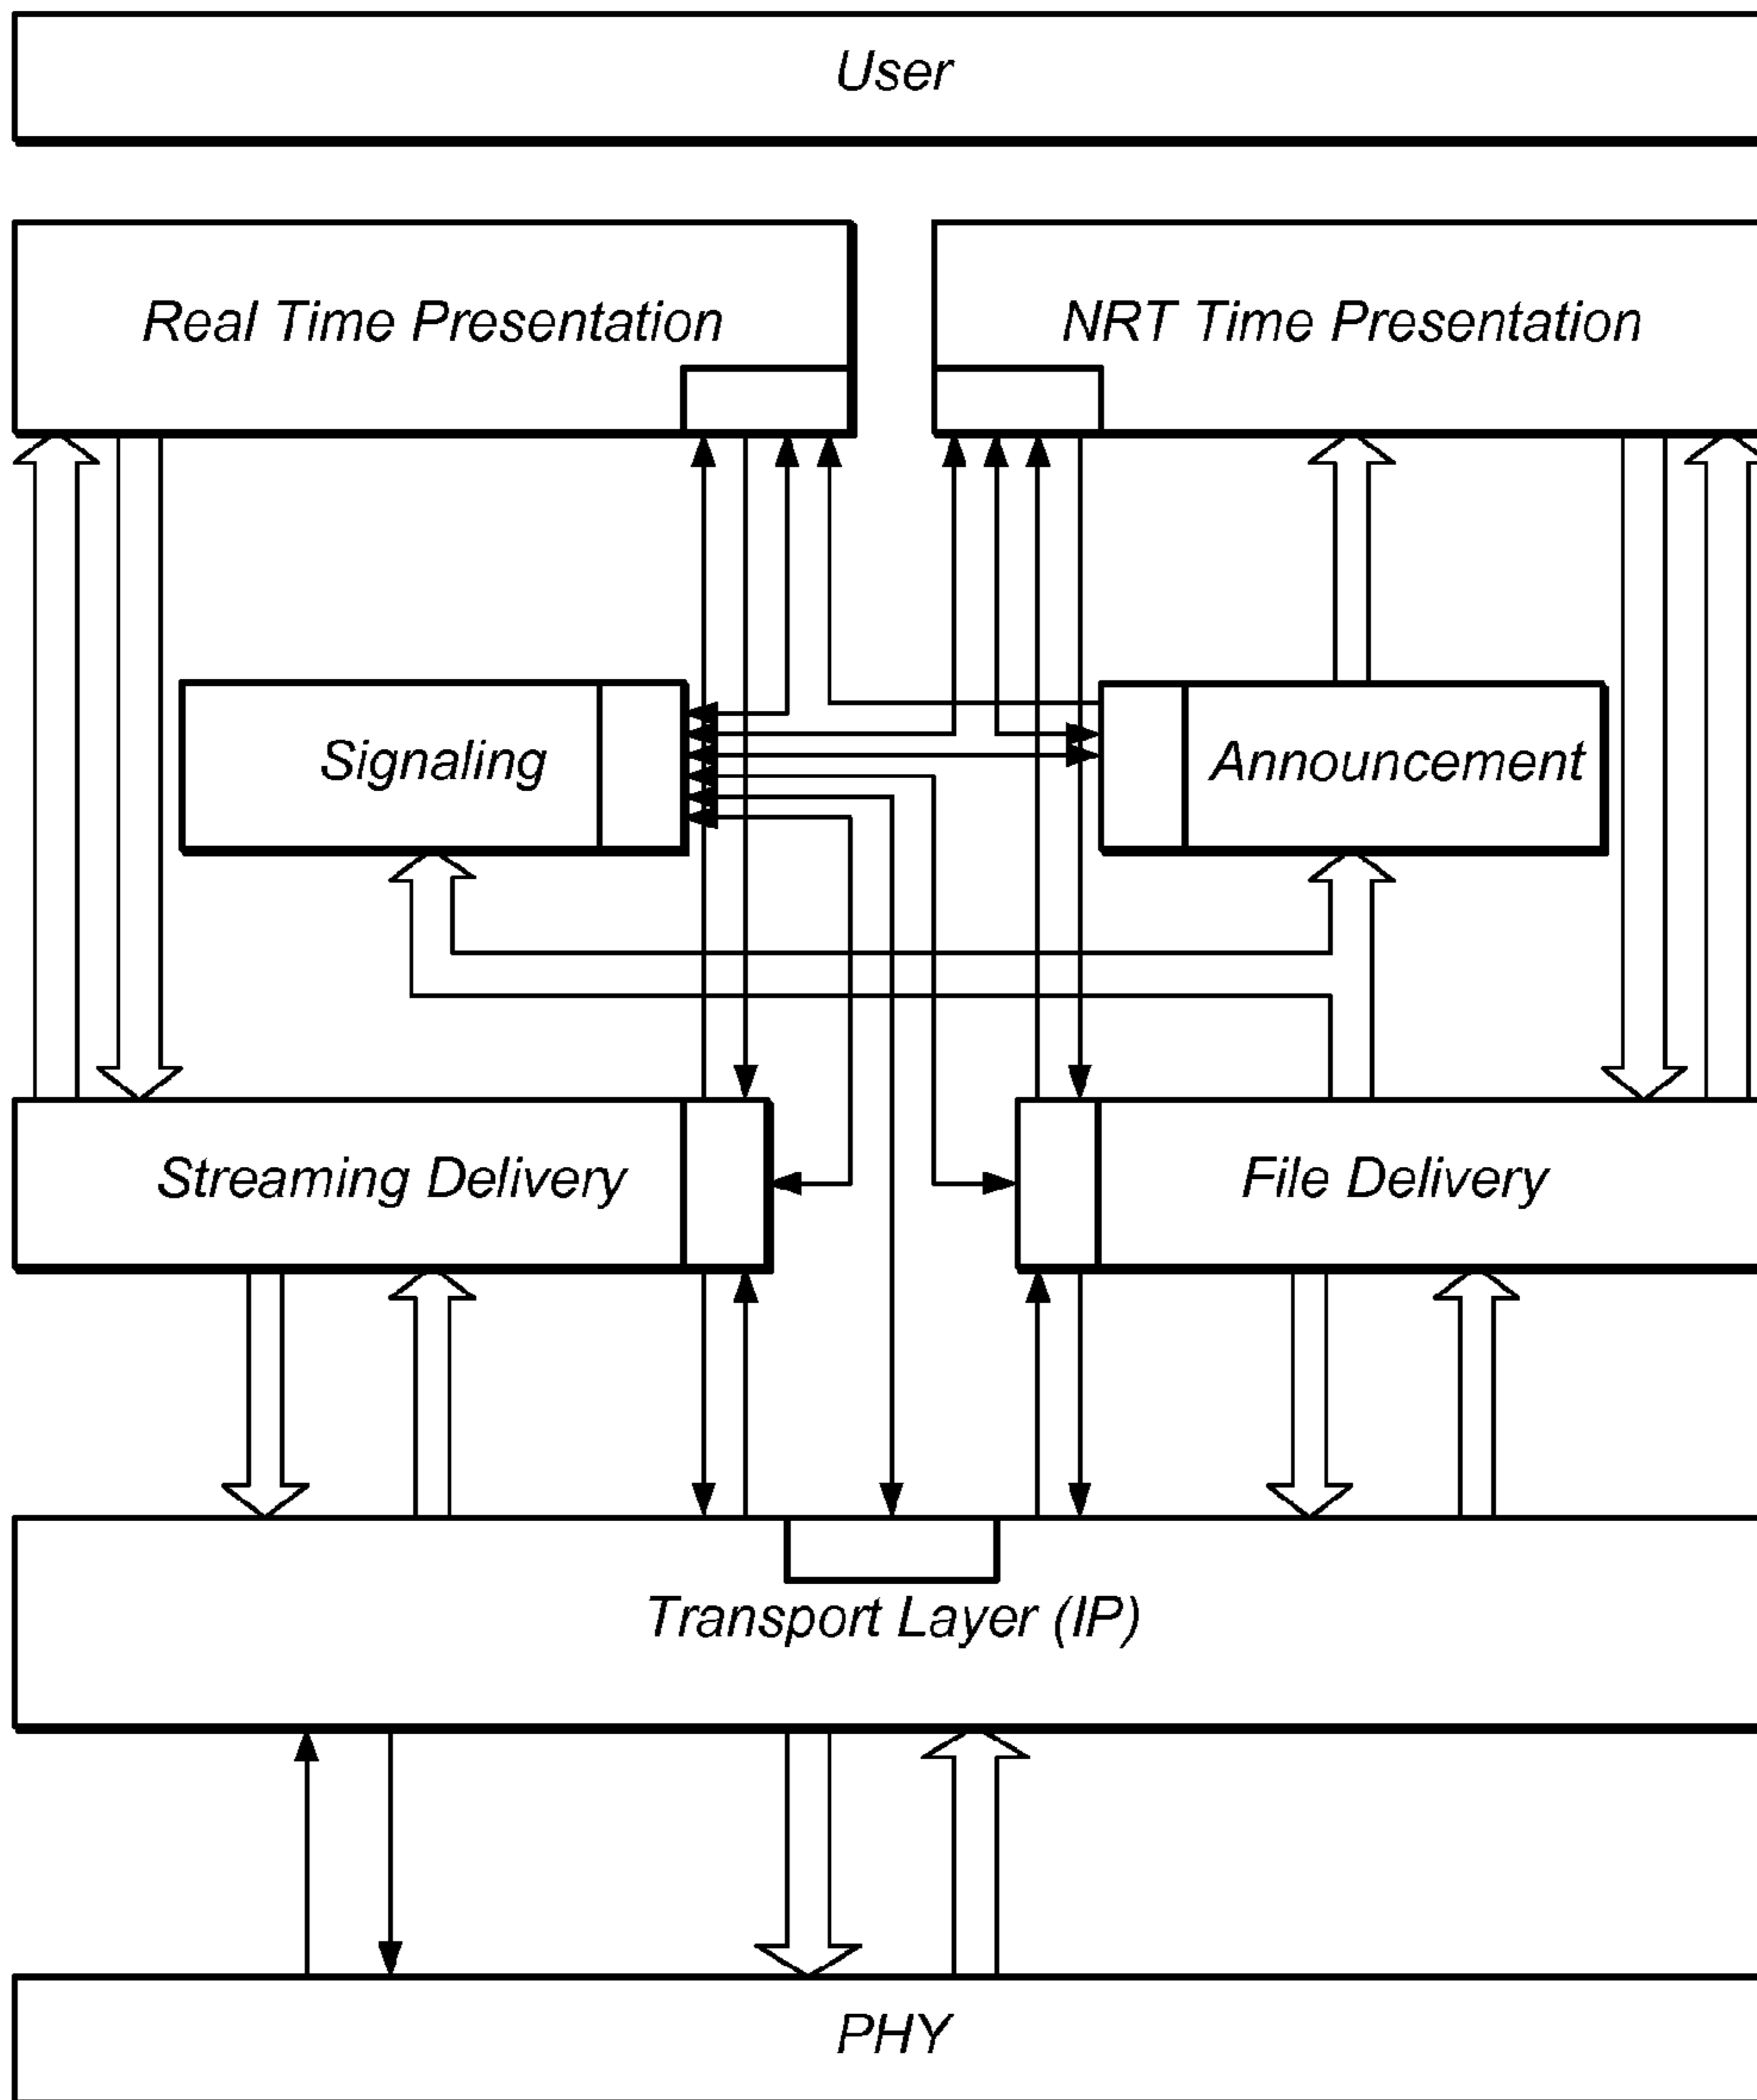 User
Real Time Presentation
NRT Time Presentation
Signaling
Announcement
Streaming Delivery
File Delivery
Transport Layer (IP)
PHY